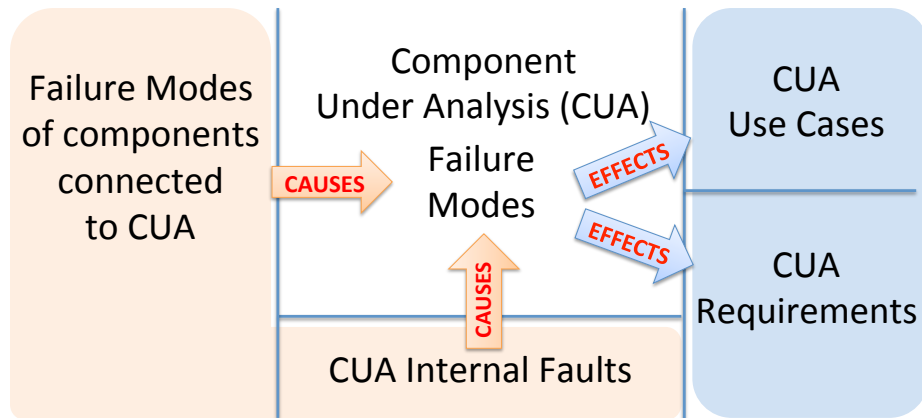 Failure Modes
of components
connected
to CUA
CAUSES
Component
Under Analysis (CUA)
Failure
Modes
CAUSES
CUA Internal Faults
EFFECTS
EFFECTS
CUA
Use Cases
CUA
Requirements